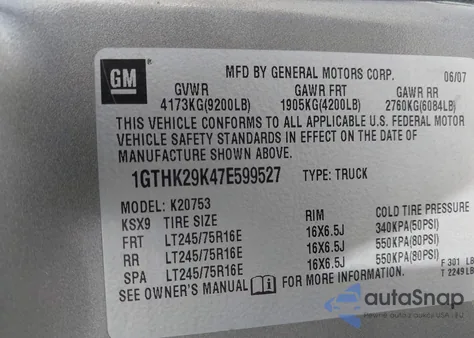 GM
MFD BY GENERAL MOTORS CORP. 06/07
GVWR GAWR FRT GAWR RR
4173KG(9200LB) 1905KG(4200LB) 2760KG(6084LB)
THIS VEHICLE CONFORMS TO ALL APPLICABLE U.S. FEDERAL MOTOR
VEHICLE SAFETY STANDARDS IN EFFECT ON THE DATE OF
MANUFACTURE SHOWN ABOVE.
1GTHK29K47E599527 TYPE: TRUCK
MODEL: K20753
KSX9 TIRE SIZE RIM COLD TIRE PRESSURE
FRT LT245/75R16E 16X6.5J 340KPA(50PSI)
RR LT245/75R16E 16X6.5J 550KPA(80PSI)
SPA LT245/75R16E 16X6.5J 550KPA(80PSI)
SEE OWNER'S MANUAL FOR MORE INFORMATION. F 301 LB
T 2249LB
autoSnap